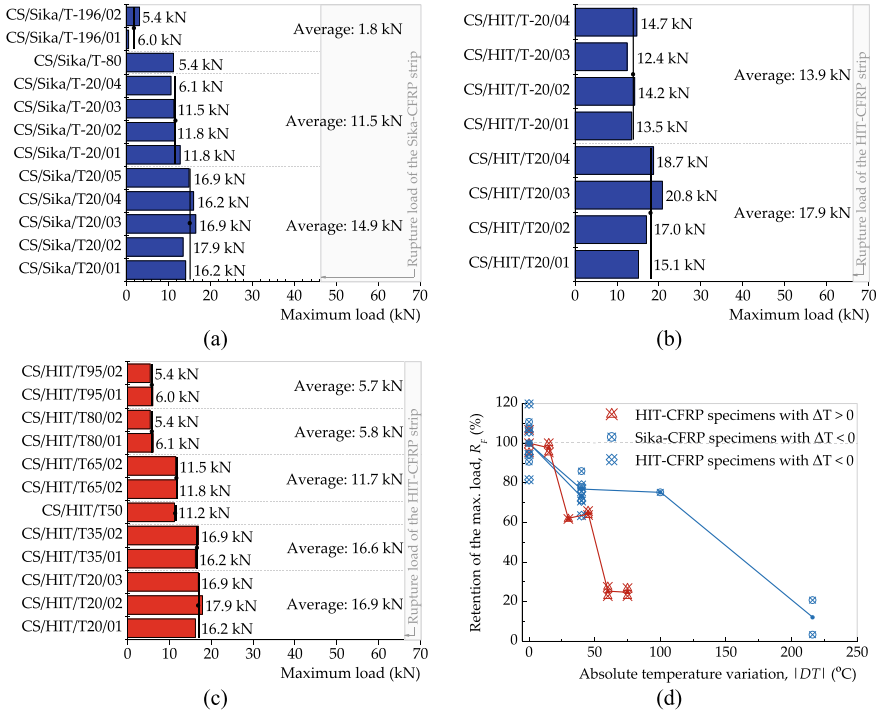 CS/Sika/T-196/02
5.4 kN
CS/Sika/T-196/01
6.0 kN
Average: 1.8 kN
CS/Sika/T-80
5.4 kN
CS/Sika/T-20/04
6.1 kN
CS/Sika/T-20/03
11.5 kN
Average: 11.5 kN
CS/Sika/T-20/02
11.8 kN
CS/Sika/T-20/01
11.8 kN
CS/Sika/T20/05
16.9 kN
CS/Sika/T20/04
16.2 kN
CS/Sika/T20/03
16.9 kN
Average: 14.9 kN
CS/Sika/T20/02
17.9 kN
CS/Sika/T20/01
16.2 kN
Rupture load of the Sika-CFRP strip
0 10 20 30 40 50 60 70
Maximum load (kN)
(a)
CS/HIT/T-20/04
14.7 kN
CS/HIT/T-20/03
12.4 kN
Average: 13.9 kN
CS/HIT/T-20/02
14.2 kN
CS/HIT/T-20/01
13.5 kN
CS/HIT/T20/04
18.7 kN
CS/HIT/T20/03
20.8 kN
Average: 17.9 kN
CS/HIT/T20/02
17.0 kN
CS/HIT/T20/01
15.1 kN
Rupture load of the HIT-CFRP strip
0 10 20 30 40 50 60 70
Maximum load (kN)
(b)
CS/HIT/T95/02
5.4 kN
Average: 5.7 kN
CS/HIT/T95/01
6.0 kN
CS/HIT/T80/02
5.4 kN
Average: 5.8 kN
CS/HIT/T80/01
6.1 kN
CS/HIT/T65/02
11.5 kN
Average: 11.7 kN
CS/HIT/T65/02
11.8 kN
CS/HIT/T50
11.2 kN
CS/HIT/T35/02
16.9 kN
Average: 16.6 kN
CS/HIT/T35/01
16.2 kN
CS/HIT/T20/03
16.9 kN
CS/HIT/T20/02
17.9 kN
Average: 16.9 kN
CS/HIT/T20/01
16.2 kN
Rupture load of the HIT-CFRP strip
0 10 20 30 40 50 60 70
Maximum load (kN)
(c)
Retention of the max. load, R_F (%)
120
100
80
60
40
20
0
HIT-CFRP specimens with ΔT > 0
Sika-CFRP specimens with ΔT < 0
HIT-CFRP specimens with ΔT < 0
0 50 100 150 200 250
Absolute temperature variation, |DT| (°C)
(d)